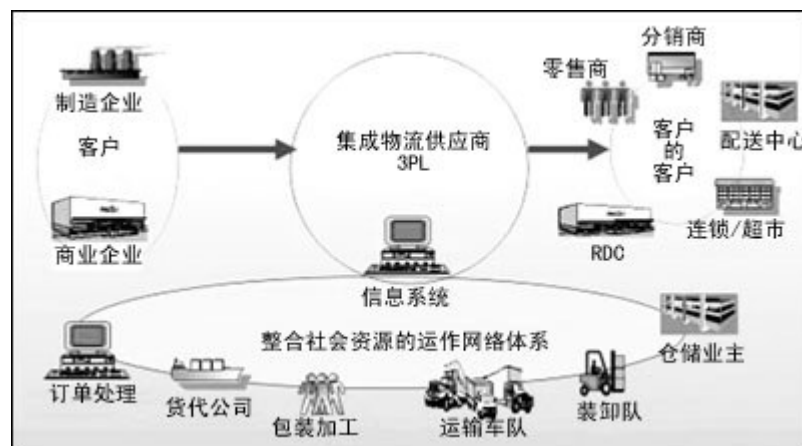 分销商
零售商
制造企业
客户
集成物流供应商
3PL
客户
的
客户
配送中心
商业企业
RDC
连锁/超市
信息系统
整合社会资源的运作网络体系
仓储业主
订单处理
货代公司
包装加工
运输车队
装卸队